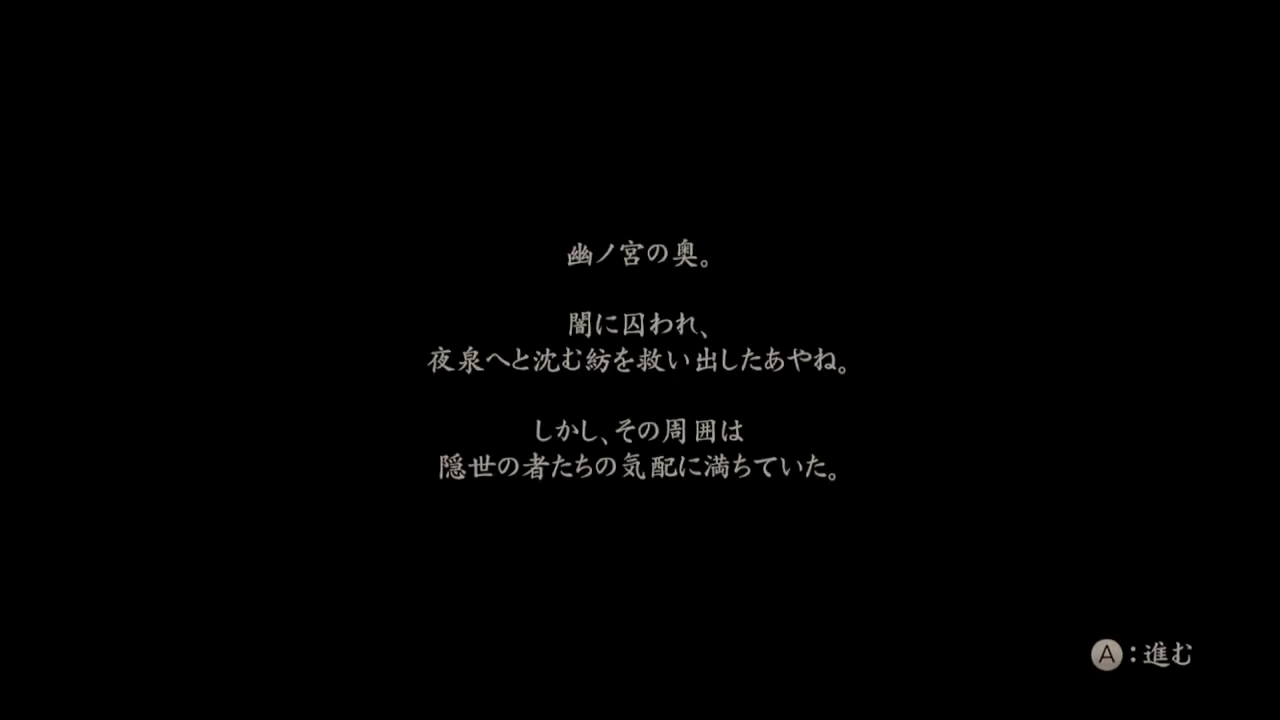 幽ノ宮の奥。
闇に囚われ、
夜泉へと沈む紡を救い出したあやね。
しかし、その周囲は
隠世の者たちの気配に満ちていた。
A：進む